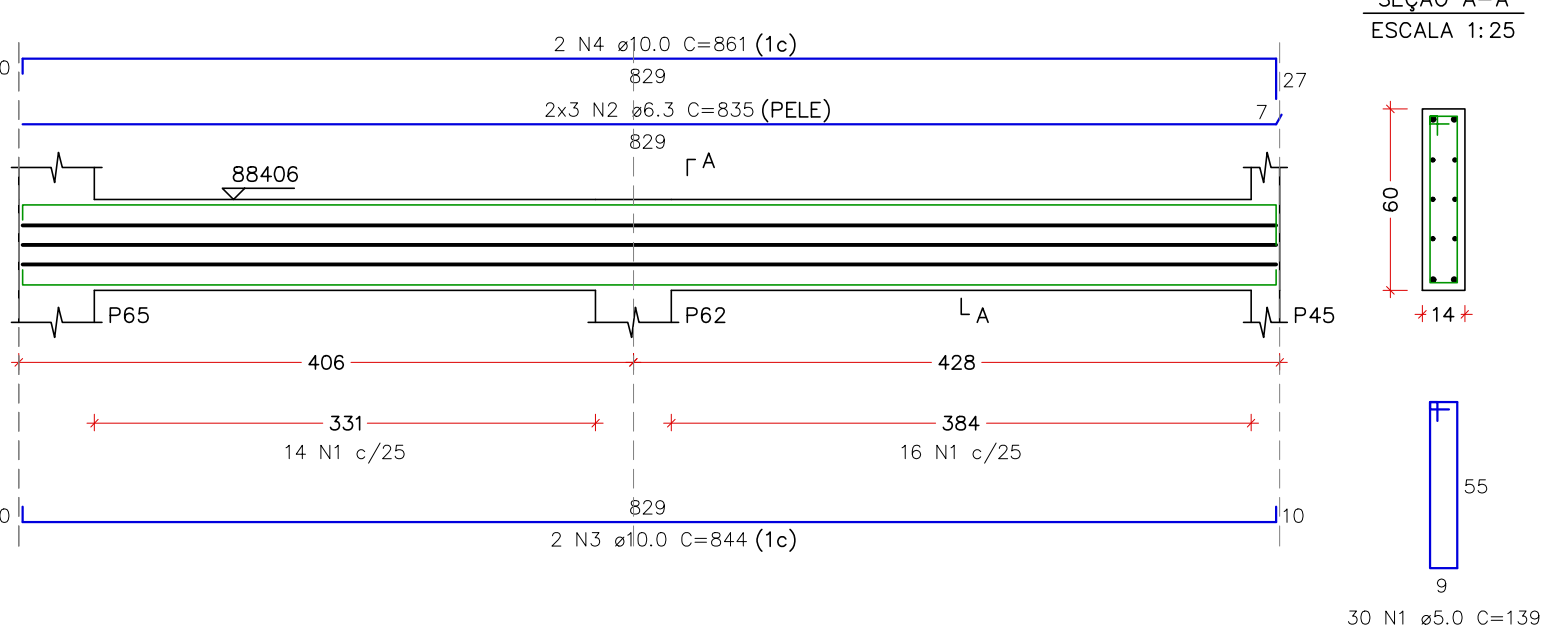 SEÇÃO A-A
ESCALA 1:25
2 N4 ø10.0 C=861 (1c)
829
27
2x3 N2 ø6.3 C=835 (PELE)
7
829
A
88406
60
14
P65
P62
A
P45
406
428
331
384
14 N1 c/25
16 N1 c/25
55
829
10
2 N3 ø10.0 C=844 (1c)
9
30 N1 ø5.0 C=139